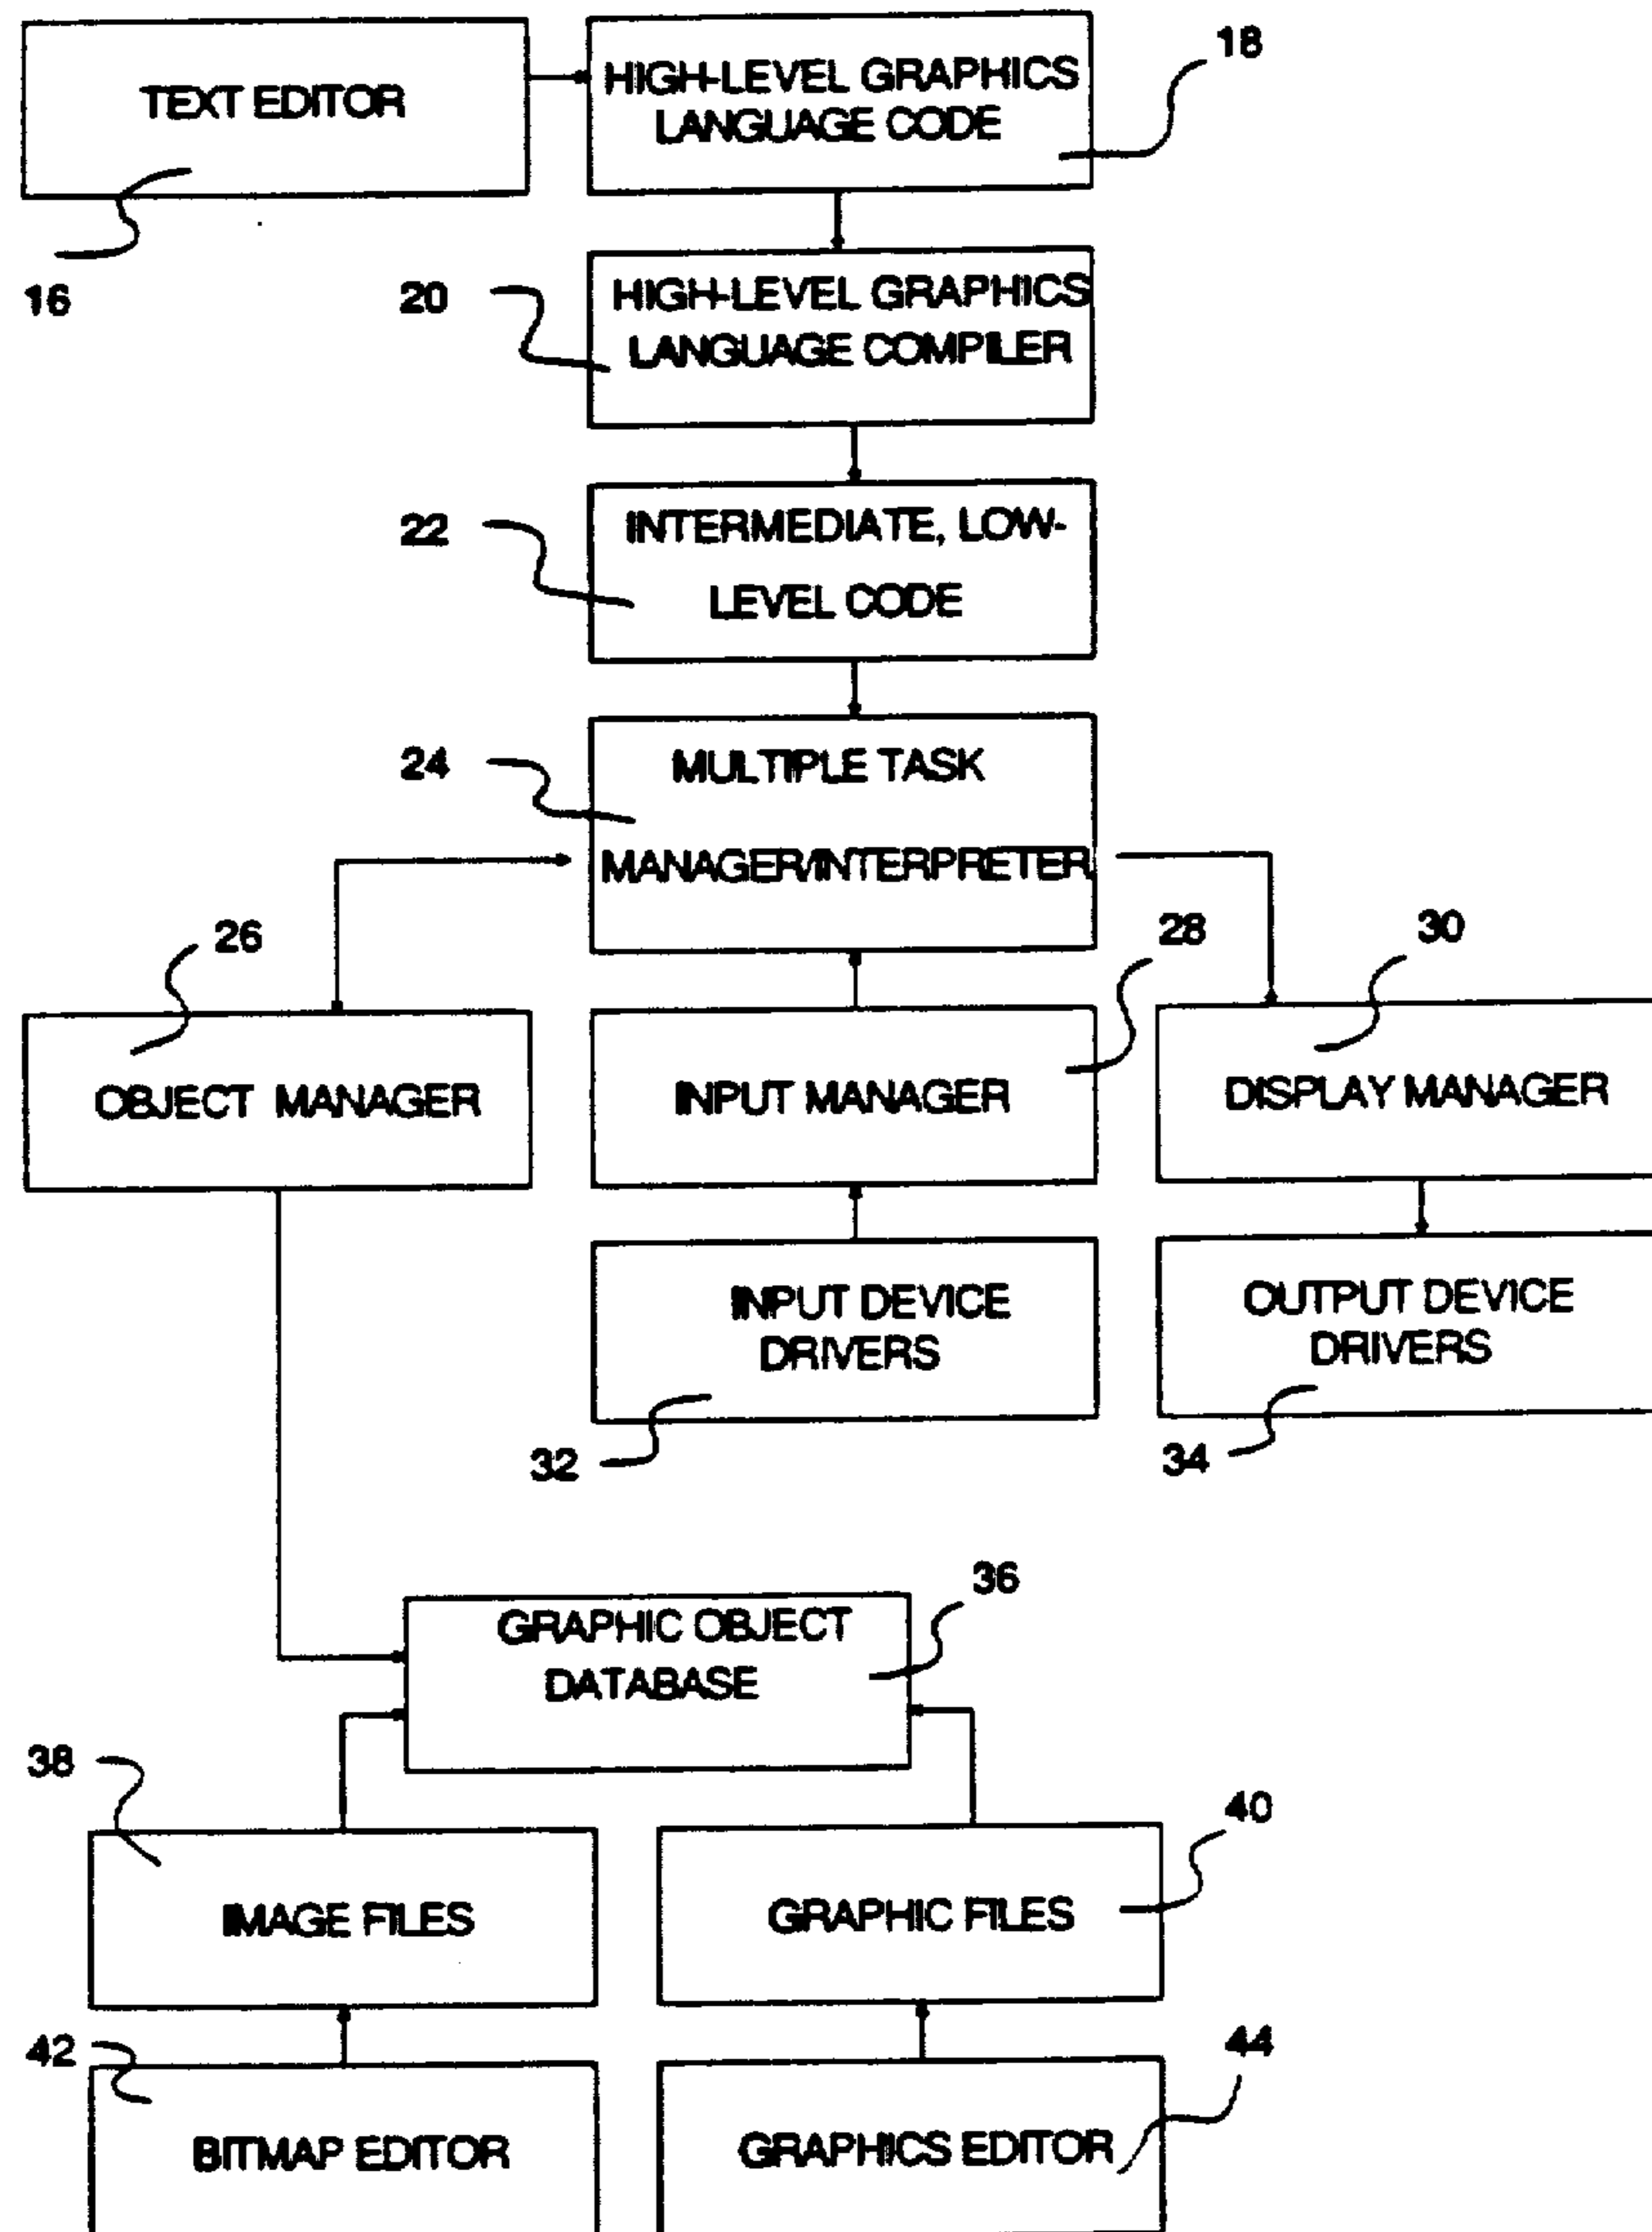 TEXT EDITOR
16
HIGH-LEVEL GRAPHICS
LANGUAGE CODE
18
20
HIGH-LEVEL GRAPHICS
LANGUAGE COMPILER
22
INTERMEDIATE, LOW-
LEVEL CODE
24
MULTIPLE TASK
MANAGER/INTERPRETER
26
OBJECT MANAGER
28
INPUT MANAGER
30
DISPLAY MANAGER
INPUT DEVICE
DRIVERS
32
OUTPUT DEVICE
DRIVERS
34
36
GRAPHIC OBJECT
DATABASE
38
IMAGE FILES
40
GRAPHIC FILES
42
BITMAP EDITOR
44
GRAPHICS EDITOR